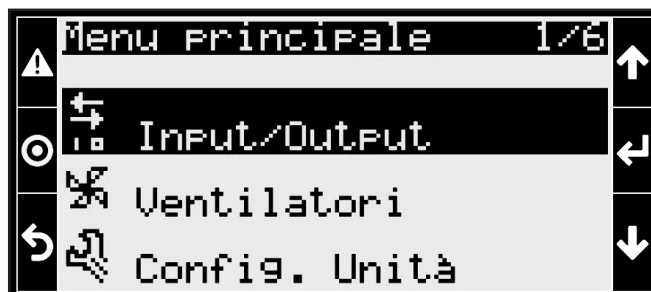 Menu principale 1/6
Input/Output
Ventilatori
Config. Unità